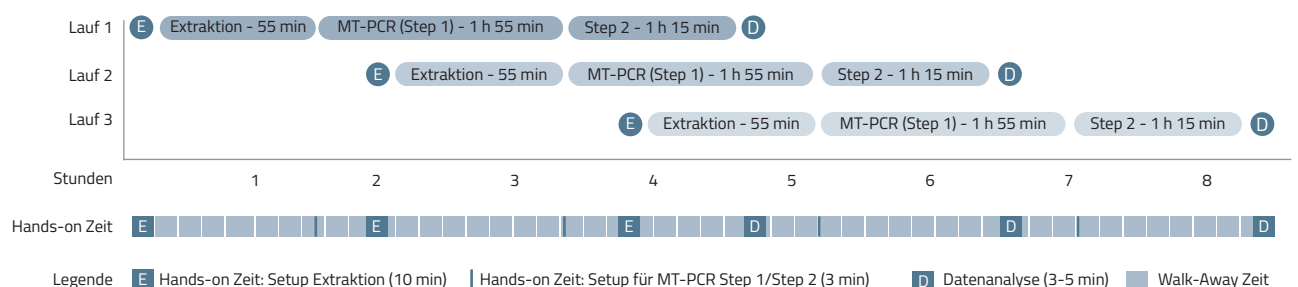 Lauf 1 E Extraktion - 55 min MT-PCR (Step 1) - 1 h 55 min Step 2 - 1 h 15 min D
Lauf 2 E Extraktion - 55 min MT-PCR (Step 1) - 1 h 55 min Step 2 - 1 h 15 min D
Lauf 3 E Extraktion - 55 min MT-PCR (Step 1) - 1 h 55 min Step 2 - 1 h 15 min D
Stunden 1 2 3 4 5 6 7 8
Hands-on Zeit E E E D D D
Legende E Hands-on Zeit: Setup Extraktion (10 min) Hands-on Zeit: Setup für MT-PCR Step 1/Step 2 (3 min) D Datenanalyse (3-5 min) Walk-Away Zeit